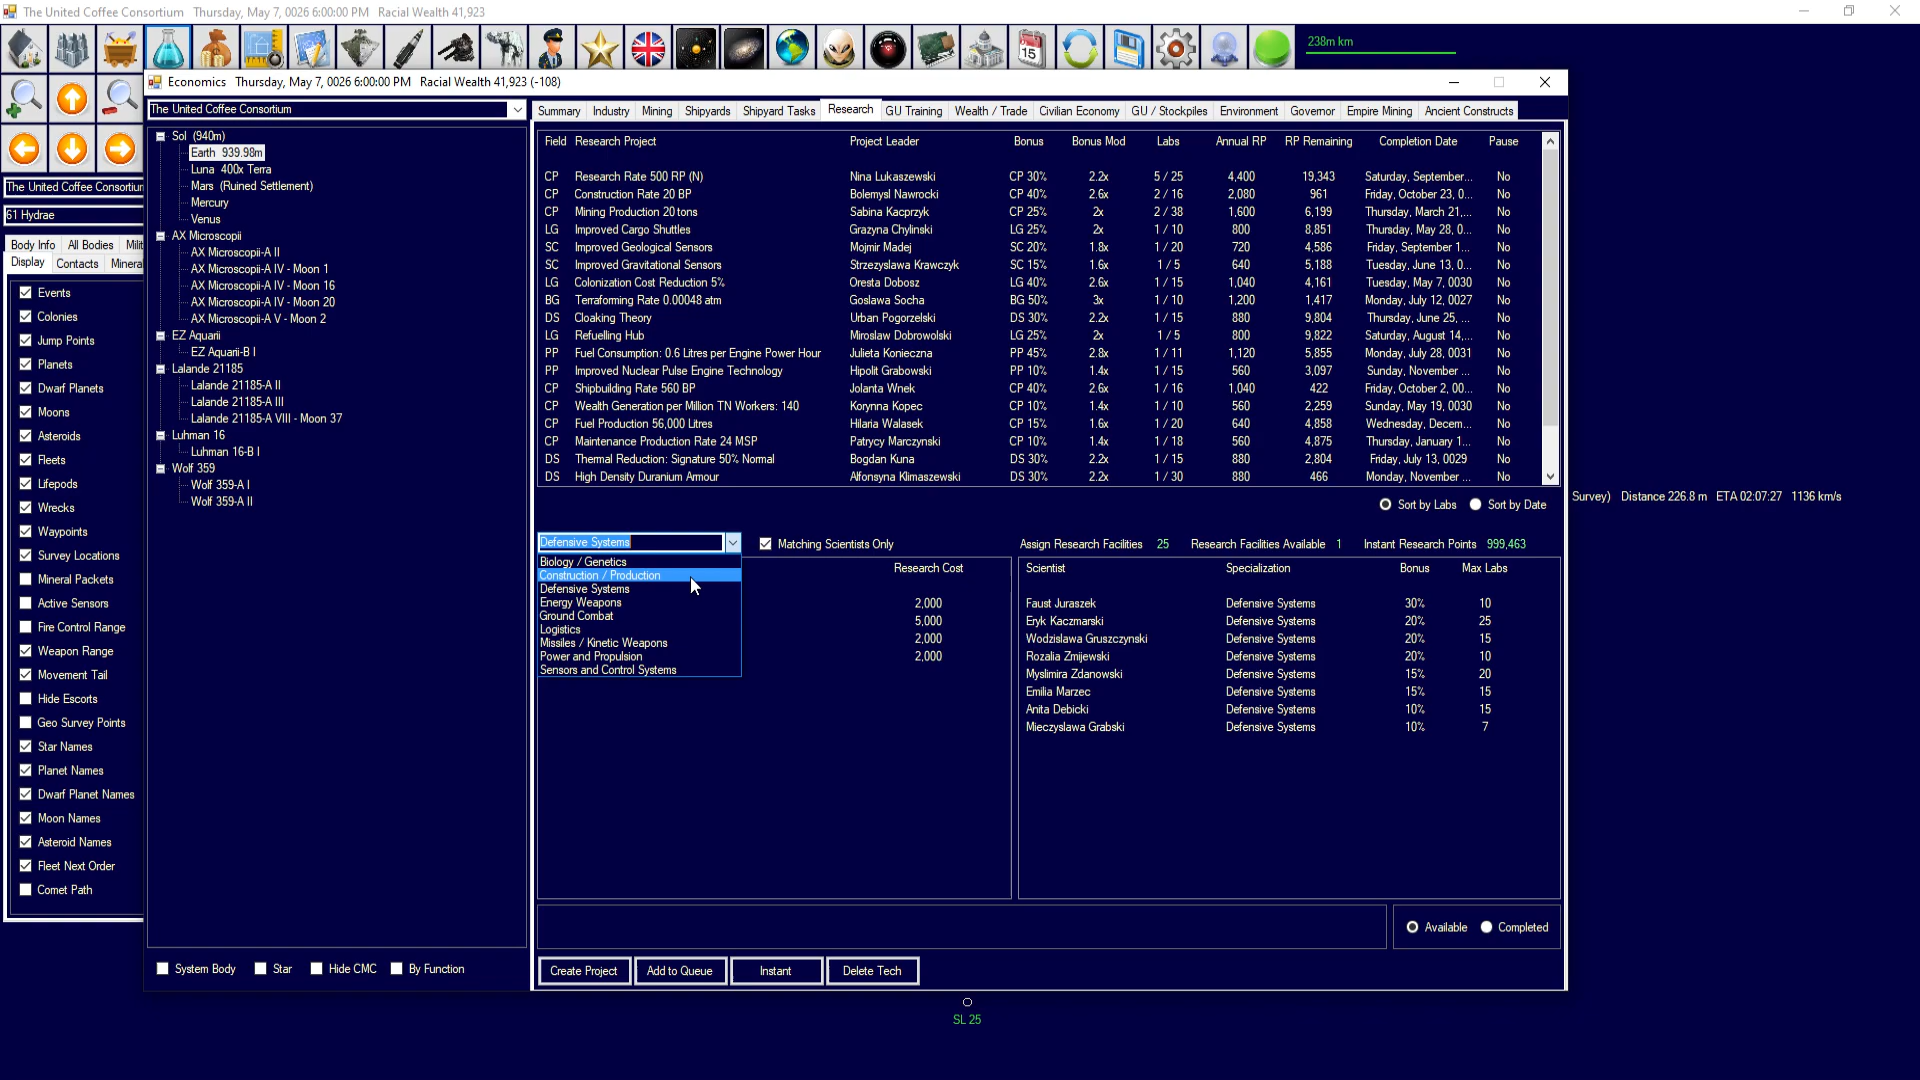 The United Coffee Consortium   Thursday, May 7, 0026 6:00:00 PM   Racial Wealth 41,923
238m km
Economics   Thursday, May 7, 0026 6:00:00 PM   Racial Wealth 41,923 (-108)
The United Coffee Consortium
Summary Industry Mining Shipyards Shipyard Tasks Research GU Training Wealth / Trade Civilian Economy GU / Stockpiles Environment Governor Empire Mining Ancient Constructs
The United Coffee Consortium
61 Hydrae
Body Info All Bodies Milit
Display Contacts Mineral
Events
Colonies
Jump Points
Planets
Dwarf Planets
Moons
Asteroids
Fleets
Lifepods
Wrecks
Waypoints
Survey Locations
Mineral Packets
Active Sensors
Fire Control Range
Weapon Range
Movement Tail
Hide Escorts
Geo Survey Points
Star Names
Planet Names
Dwarf Planet Names
Moon Names
Asteroid Names
Fleet Next Order
Comet Path
Sol (940m)
Earth 939.98m
Luna 400x Terra
Mars (Ruined Settlement)
Mercury
Venus
AX Microscopii
AX Microscopii-A II
AX Microscopii-A IV - Moon 1
AX Microscopii-A IV - Moon 16
AX Microscopii-A IV - Moon 20
AX Microscopii-A V - Moon 2
EZ Aquarii
EZ Aquarii-B I
Lalande 21185
Lalande 21185-A II
Lalande 21185-A III
Lalande 21185-A VIII - Moon 37
Luhman 16
Luhman 16-B I
Wolf 359
Wolf 359-A I
Wolf 359-A II
System Body Star Hide CMC By Function
Field Research Project Project Leader Bonus Bonus Mod Labs Annual RP RP Remaining Completion Date Pause
CP Research Rate 500 RP (N) Nina Lukaszewski CP 30% 2.2x 5 / 25 4,400 19,343 Saturday, September... No
CP Construction Rate 20 BP Bolemysl Nawrocki CP 40% 2.6x 2 / 16 2,080 961 Friday, October 23, 0... No
CP Mining Production 20 tons Sabina Kacprzyk CP 25% 2x 2 / 38 1,600 6,199 Thursday, March 21,... No
LG Improved Cargo Shuttles Grazyna Chylinski LG 25% 2x 1 / 10 800 8,851 Thursday, May 28, 0... No
SC Improved Geological Sensors Mojmir Madej SC 20% 1.8x 1 / 20 720 4,586 Friday, September 1... No
SC Improved Gravitational Sensors Strzezyslawa Krawczyk SC 15% 1.6x 1 / 5 640 5,188 Tuesday, June 13, 0... No
LG Colonization Cost Reduction 5% Oresta Dobosz LG 40% 2.6x 1 / 15 1,040 4,161 Tuesday, May 7, 0030 No
BG Terraforming Rate 0.00048 atm Goslawa Socha BG 50% 3x 1 / 10 1,200 1,417 Monday, July 12, 0027 No
DS Cloaking Theory Urban Pogorzelski DS 30% 2.2x 1 / 15 880 9,804 Thursday, June 25, ... No
LG Refuelling Hub Miroslaw Dobrowolski LG 25% 2x 1 / 5 800 9,822 Saturday, August 14,... No
PP Fuel Consumption: 0.6 Litres per Engine Power Hour Julieta Konieczna PP 45% 2.8x 1 / 11 1,120 5,855 Monday, July 28, 0031 No
PP Improved Nuclear Pulse Engine Technology Hipolit Grabowski PP 10% 1.4x 1 / 15 560 3,097 Sunday, November ... No
CP Shipbuilding Rate 560 BP Jolanta Wnek CP 40% 2.6x 1 / 16 1,040 422 Friday, October 2, 00... No
CP Wealth Generation per Million TN Workers: 140 Korynna Kopec CP 10% 1.4x 1 / 10 560 2,259 Sunday, May 19, 0030 No
CP Fuel Production 56,000 Litres Hilaria Walasek CP 15% 1.6x 1 / 20 640 4,858 Wednesday, Decem... No
CP Maintenance Production Rate 24 MSP Patrycy Marczynski CP 10% 1.4x 1 / 18 560 4,875 Thursday, January 1... No
DS Thermal Reduction: Signature 50% Normal Bogdan Kuna DS 30% 2.2x 1 / 15 880 2,804 Friday, July 13, 0029 No
DS High Density Duranium Armour Alfonsyna Klimaszewski DS 30% 2.2x 1 / 30 880 466 Monday, November ... No
Sort by Labs Sort by Date
Survey) Distance 226.8 m ETA 02:07:27 1136 km/s
Defensive Systems
Matching Scientists Only
Assign Research Facilities 25 Research Facilities Available 1 Instant Research Points 999,463
Biology / Genetics
Construction / Production
Defensive Systems
Energy Weapons
Ground Combat
Logistics
Missiles / Kinetic Weapons
Power and Propulsion
Sensors and Control Systems
Research Cost
2,000
5,000
2,000
2,000
Scientist Specialization Bonus Max Labs
Faust Juraszek Defensive Systems 30% 10
Eryk Kaczmarski Defensive Systems 20% 25
Wodzislawa Gruszczynski Defensive Systems 20% 15
Rozalia Zmijewski Defensive Systems 20% 10
Myslimira Zdanowski Defensive Systems 15% 20
Emilia Marzec Defensive Systems 15% 15
Anita Debicki Defensive Systems 10% 15
Mieczyslawa Grabski Defensive Systems 10% 7
Available Completed
Create Project Add to Queue Instant Delete Tech
SL 25